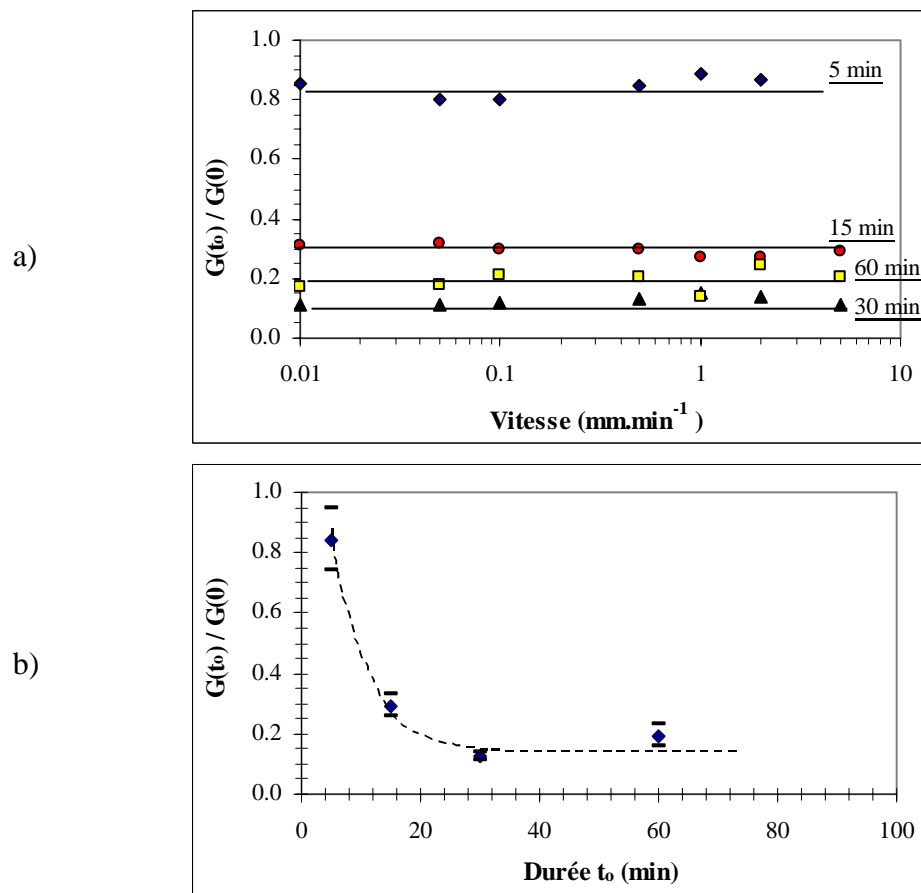 a)
G(t₀) / G(0)
1.0
0.8
0.6
0.4
0.2
0.0
5 min
15 min
60 min
30 min
0.01
0.1
1
10
Vitesse (mm.min⁻¹ )
b)
G(t₀) / G(0)
1.0
0.8
0.6
0.4
0.2
0.0
0
20
40
60
80
100
Durée t₀ (min)